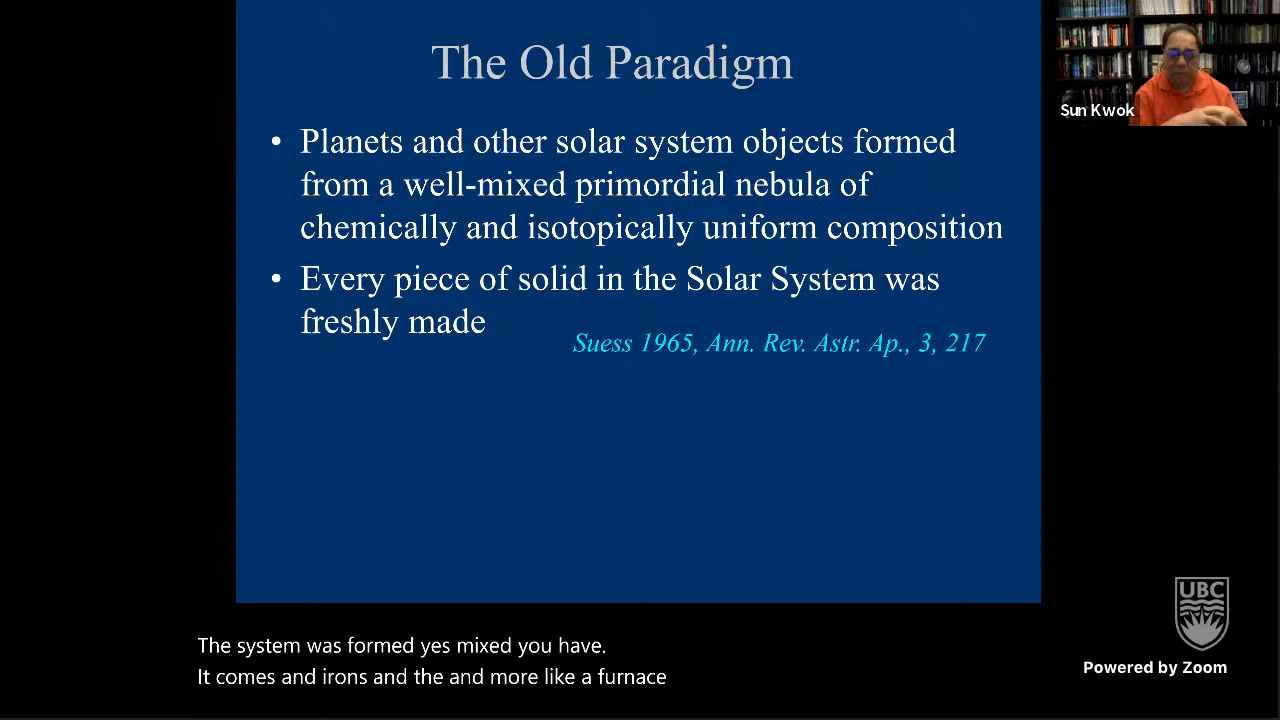 The Old Paradigm
• Planets and other solar system objects formed
from a well-mixed primordial nebula of
chemically and isotopically uniform composition
• Every piece of solid in the Solar System was
freshly made
Suess 1965, Ann. Rev. Astr. Ap., 3, 217
Sun Kwok
The system was formed yes mixed you have.
It comes and irons and the and more like a furnace
UBC
Powered by Zoom